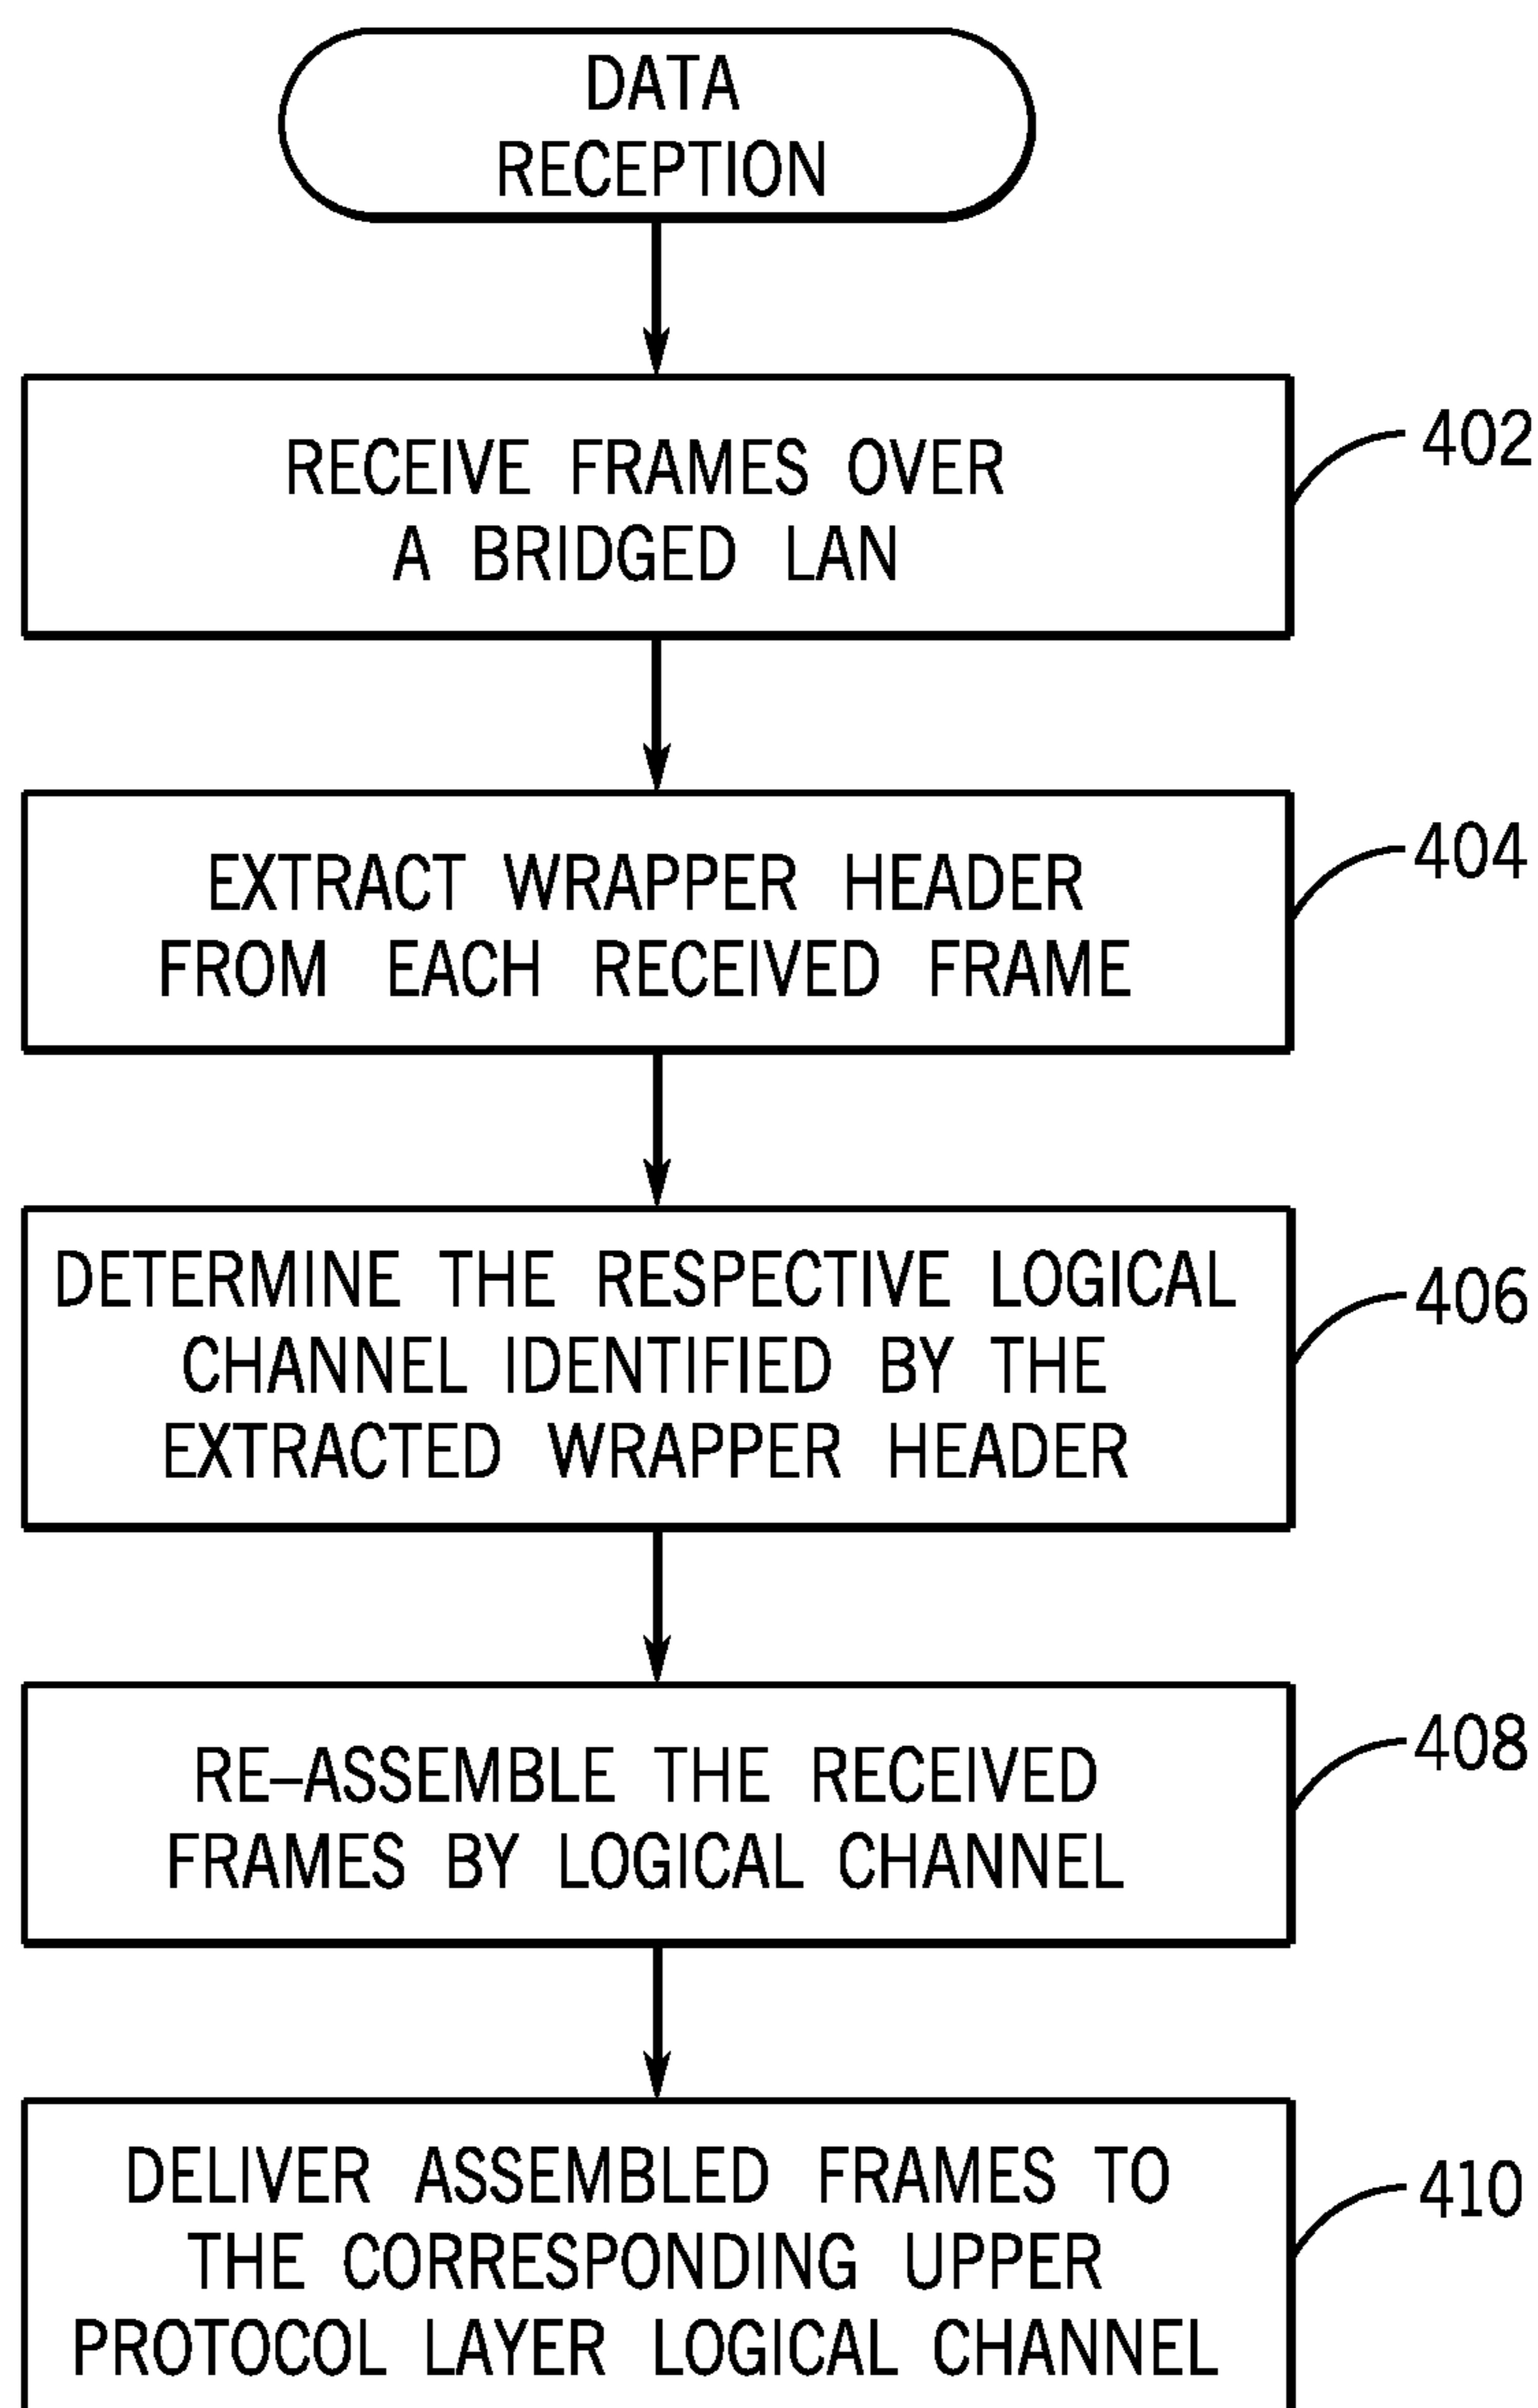 DATA
RECEPTION
RECEIVE FRAMES OVER
A BRIDGED LAN
402
EXTRACT WRAPPER HEADER
FROM EACH RECEIVED FRAME
404
DETERMINE THE RESPECTIVE LOGICAL
CHANNEL IDENTIFIED BY THE
EXTRACTED WRAPPER HEADER
406
RE–ASSEMBLE THE RECEIVED
FRAMES BY LOGICAL CHANNEL
408
DELIVER ASSEMBLED FRAMES TO
THE CORRESPONDING UPPER
PROTOCOL LAYER LOGICAL CHANNEL
410